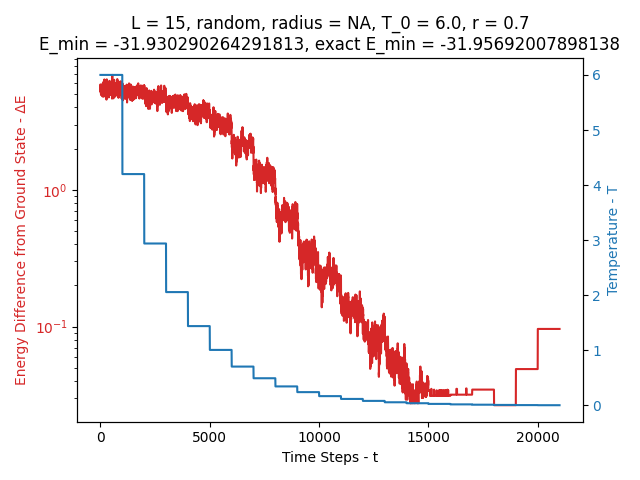 L = 15, random, radius = NA, T_0 = 6.0, r = 0.7
E_min = -31.930290264291813, exact E_min = -31.95692007898138
Energy Difference from Ground State - ΔE
10⁰
10⁻¹
0
5000
10000
15000
20000
Time Steps - t
6
5
4
3
2
1
0
Temperature - T